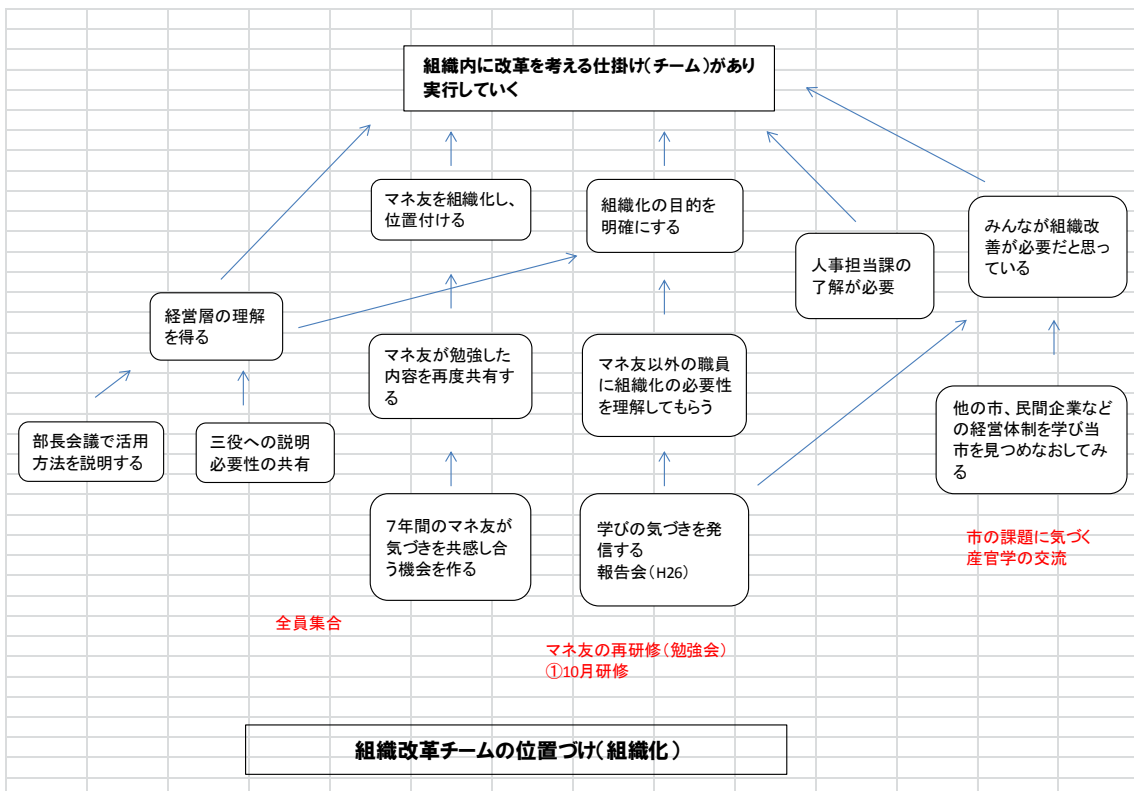 組織内に改革を考える仕掛け(チーム)があり
実行していく
マネ友を組織化し、
位置付ける
組織化の目的を
明確にする
人事担当課の
了解が必要
みんなが組織改
善が必要だと思っ
ている
経営層の理解
を得る
マネ友が勉強した
内容を再度共有す
る
マネ友以外の職員
に組織化の必要性
を理解してもらう
他の市、民間企業など
の経営体制を学び当
市を見つめなおしてみ
る
部長会議で活用
方法を説明する
三役への説明
必要性の共有
7年間のマネ友が
気づきを共感し合
う機会を作る
学びの気づきを発
信する
報告会(H26)
市の課題に気づく
産官学の交流
全員集合
マネ友の再研修(勉強会)
①10月研修
組織改革チームの位置づけ(組織化)